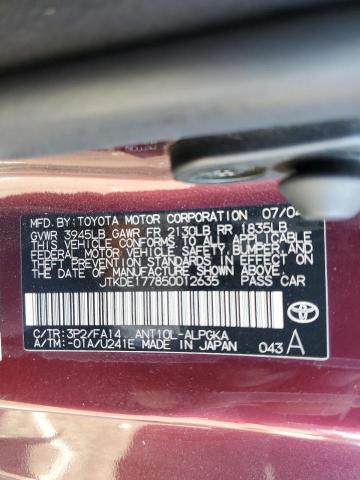 MFD.BY: TOYOTA MOTOR CORPORATION 07/04
GVWR 3945LB GAWR FR 2130LB RR 1835LB
THIS VEHICLE CONFORMS TO ALL APPLICABLE
FEDERAL MOTOR VEHICLE SAFETY, BUMPER, AND
THEFT PREVENTION STANDARDS IN EFFECT ON
THE DATE OF MANUFACTURE SHOWN ABOVE.
JTKDE177850012635 PASS CAR
C/TR: 3P2/FA14 ANT10L-ALPGKA
A/TM: -01A/U241E MADE IN JAPAN 043 A